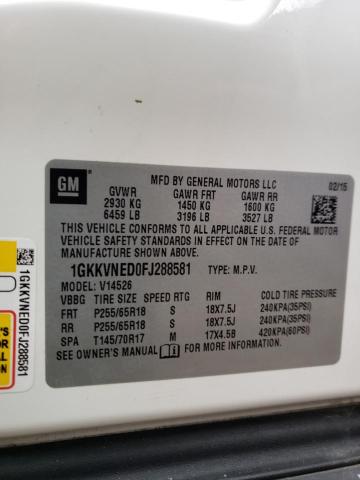 GM
MFD BY GENERAL MOTORS LLC
02/15
GVWR GAWR FRT GAWR RR
2930 KG 1450 KG 1600 KG
6459 LB 3196 LB 3527 LB
THIS VEHICLE CONFORMS TO ALL APPLICABLE
U.S. FEDERAL MOTOR VEHICLE SAFETY
STANDARDS IN EFFECT ON THE DATE OF
MANUFACTURE SHOWN ABOVE.
1GKKVNED0FJ288581 TYPE: M.P.V.
MODEL: V14526
VBBG TIRE SIZE SPEED RTG RIM COLD TIRE PRESSURE
FRT P255/65R18 S 18X7.5J 240KPA(35PSI)
RR P255/65R18 S 18X7.5J 240KPA(35PSI)
SPA T145/70R17 M 17X4.5B 420KPA(60PSI)
SEE OWNER'S MANUAL FOR MORE INFORMATION.
1GKKVNED0FJ288581